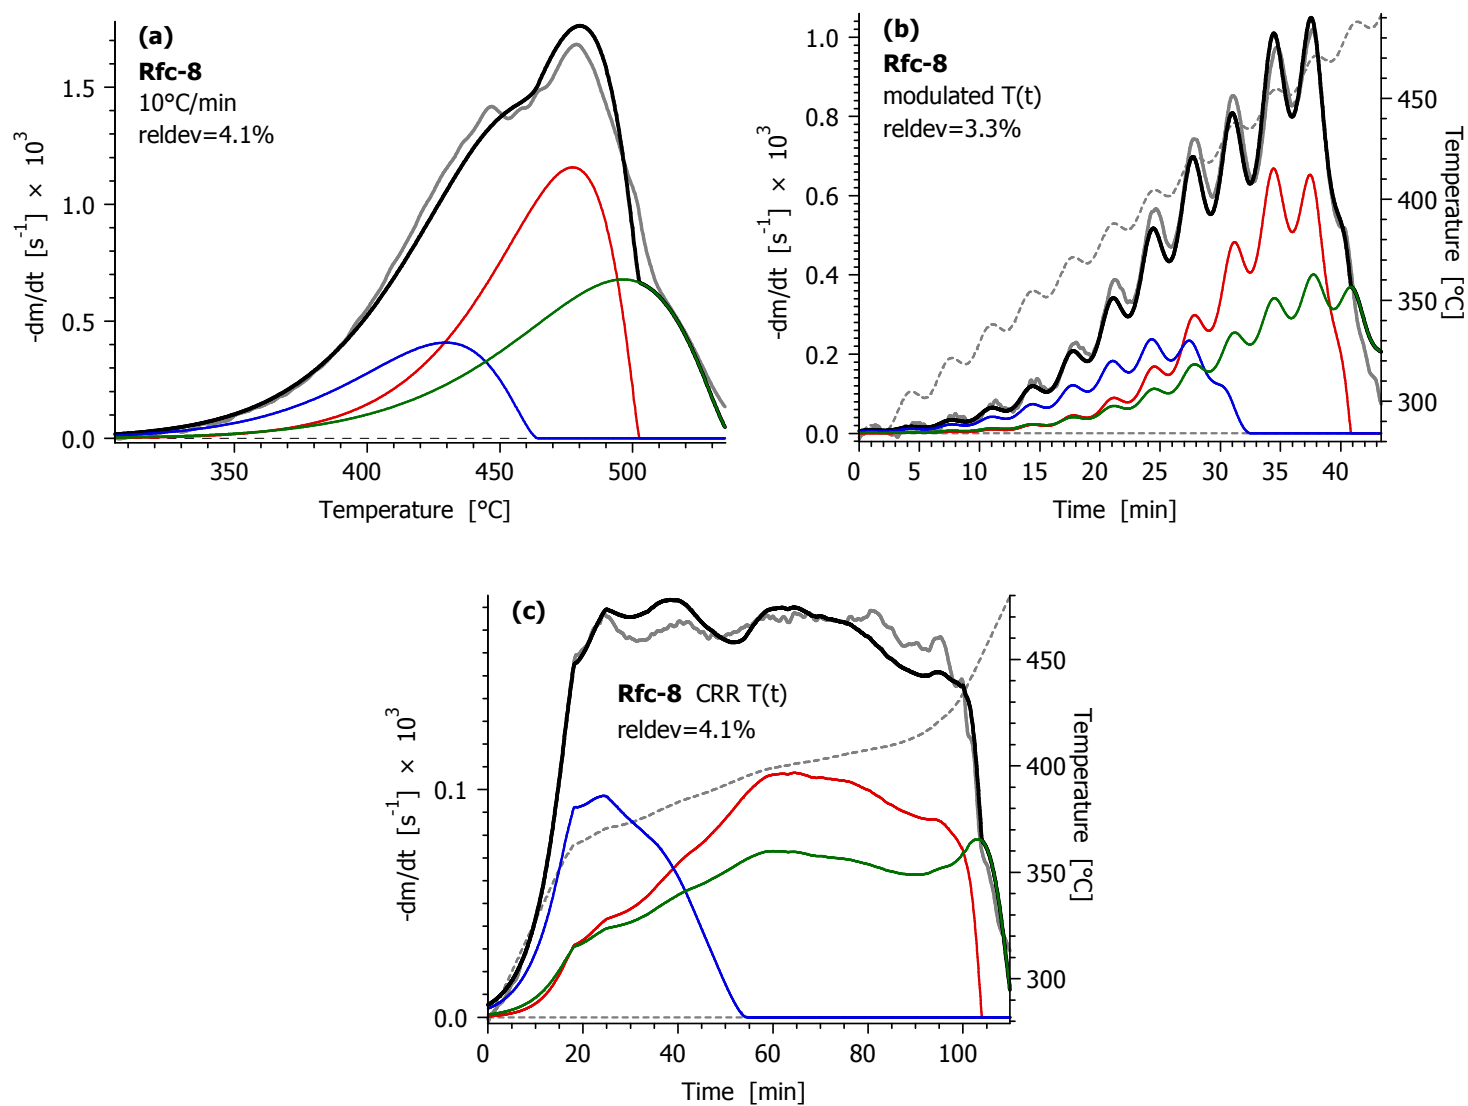 (a)
Rfc-8
10°C/min
reldev=4.1%
-dm/dt [s⁻¹] × 10³
1.5
1.0
0.5
0.0
350 400 450 500
Temperature [°C]
(b)
Rfc-8
modulated T(t)
reldev=3.3%
-dm/dt [s⁻¹] × 10³
1.0
0.8
0.6
0.4
0.2
0.0
450
400
350
300
Temperature [°C]
0 5 10 15 20 25 30 35 40
Time [min]
(c)
Rfc-8 CRR T(t)
reldev=4.1%
-dm/dt [s⁻¹] × 10³
0.1
0.0
450
400
350
300
Temperature [°C]
0 20 40 60 80 100
Time [min]